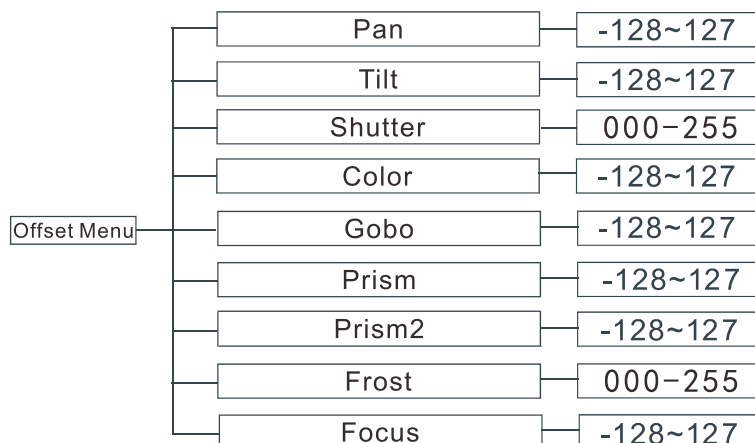 Pan -128~127
Tilt -128~127
Shutter 000-255
Color -128~127
Offset Menu
Gobo -128~127
Prism -128~127
Prism2 -128~127
Frost 000-255
Focus -128~127